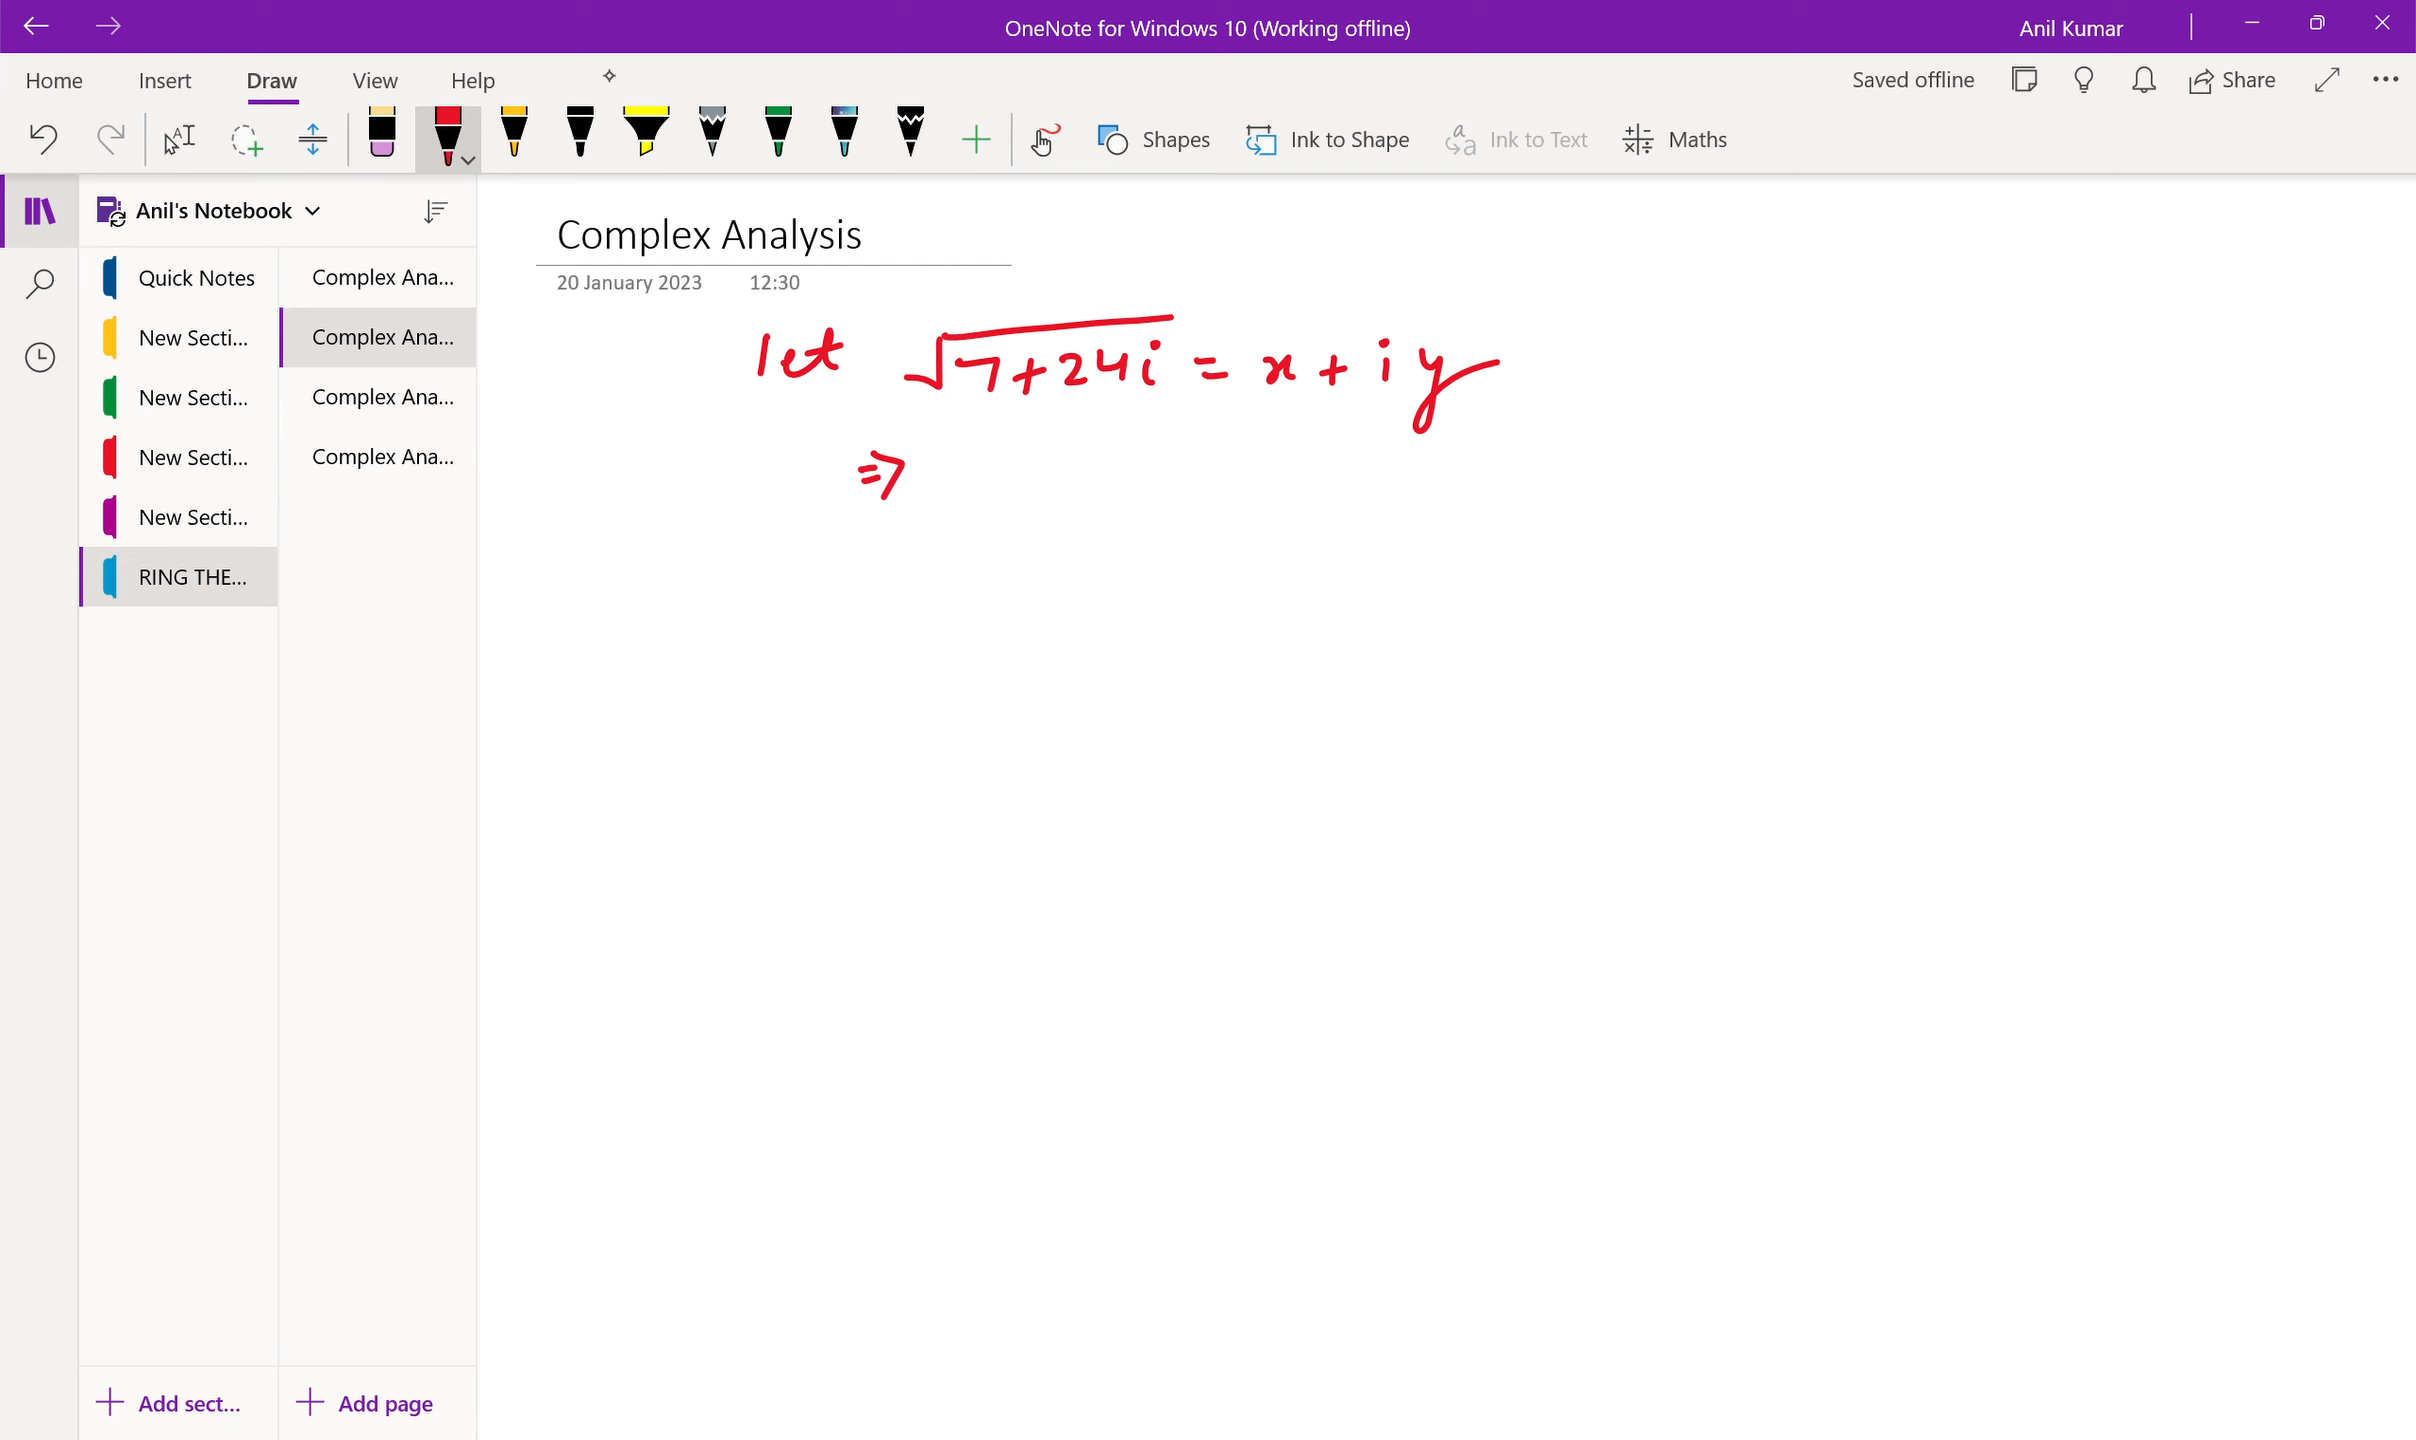 OneNote for Windows 10 (Working offline)
Anil Kumar
Home Insert Draw View Help
Saved offline Share
Shapes Ink to Shape Ink to Text Maths
Anil's Notebook
Quick Notes
New Secti...
New Secti...
New Secti...
New Secti...
RING THE...
Complex Ana...
Complex Ana...
Complex Ana...
Complex Ana...
Complex Analysis
20 January 2023 12:30
let √7+24i = x + i y
⇒
Add sect...
Add page